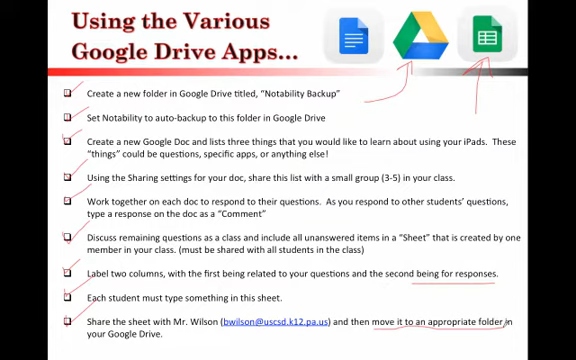 Using the Various
Google Drive Apps...
Create a new folder in Google Drive titled, “Notability Backup”
Set Notability to auto-backup to this folder in Google Drive
Create a new Google Doc and lists three things that you would like to learn about using your iPads. These
“things” could be questions, specific apps, or anything else!
Using the Sharing settings for your doc, share this list with a small group (3-5) in your class.
Work together on each doc to respond to their questions. As you respond to other students’ questions,
type a response on the doc as a “Comment”
Discuss remaining questions as a class and include all unanswered items in a “Sheet” that is created by one
member in your class. (must be shared with all students in the class)
Label two columns, with the first being related to your questions and the second being for responses.
Each student must type something in this sheet.
Share the sheet with Mr. Wilson (bwilson@uscsd.k12.pa.us) and then move it to an appropriate folder in
your Google Drive.